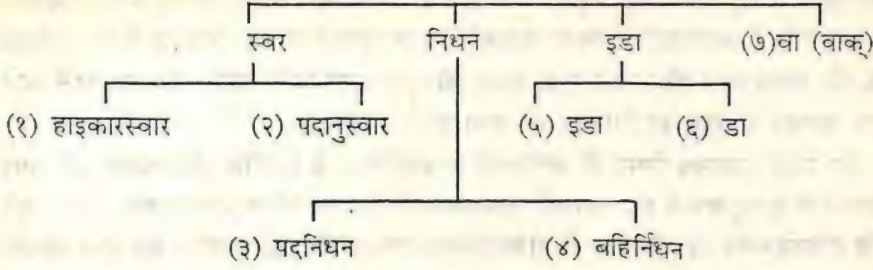 स्वर निधन इडा (७)वा (वाक्)
(१) हाइकारस्वार (२) पदानुस्वार (५) इडा (६) डा
(३) पदनिधन (४) बहिर्निधन